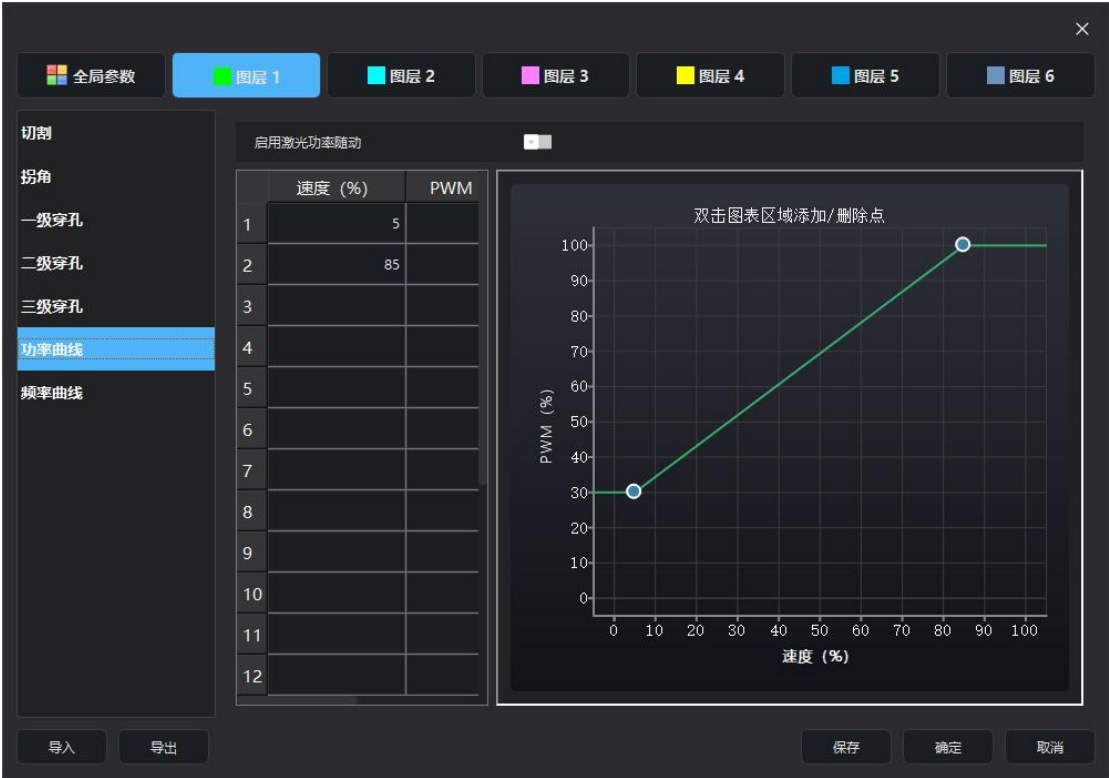 全局参数
图层 1
图层 2
图层 3
图层 4
图层 5
图层 6
切割
拐角
一级穿孔
二级穿孔
三级穿孔
功率曲线
频率曲线
启用激光功率随动
速度（%） PWM
1 5
2 85
3
4
5
6
7
8
9
10
11
12
双击图表区域添加/删除点
PWM（%）
100
90
80
70
60
50
40
30
20
10
0
0 10 20 30 40 50 60 70 80 90 100
速度（%）
导入
导出
保存
确定
取消